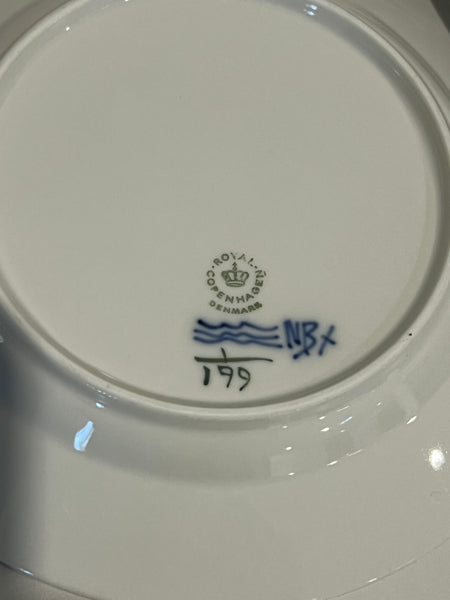 ROYAL
COPENHAGEN
DENMARK
NBx
1
199